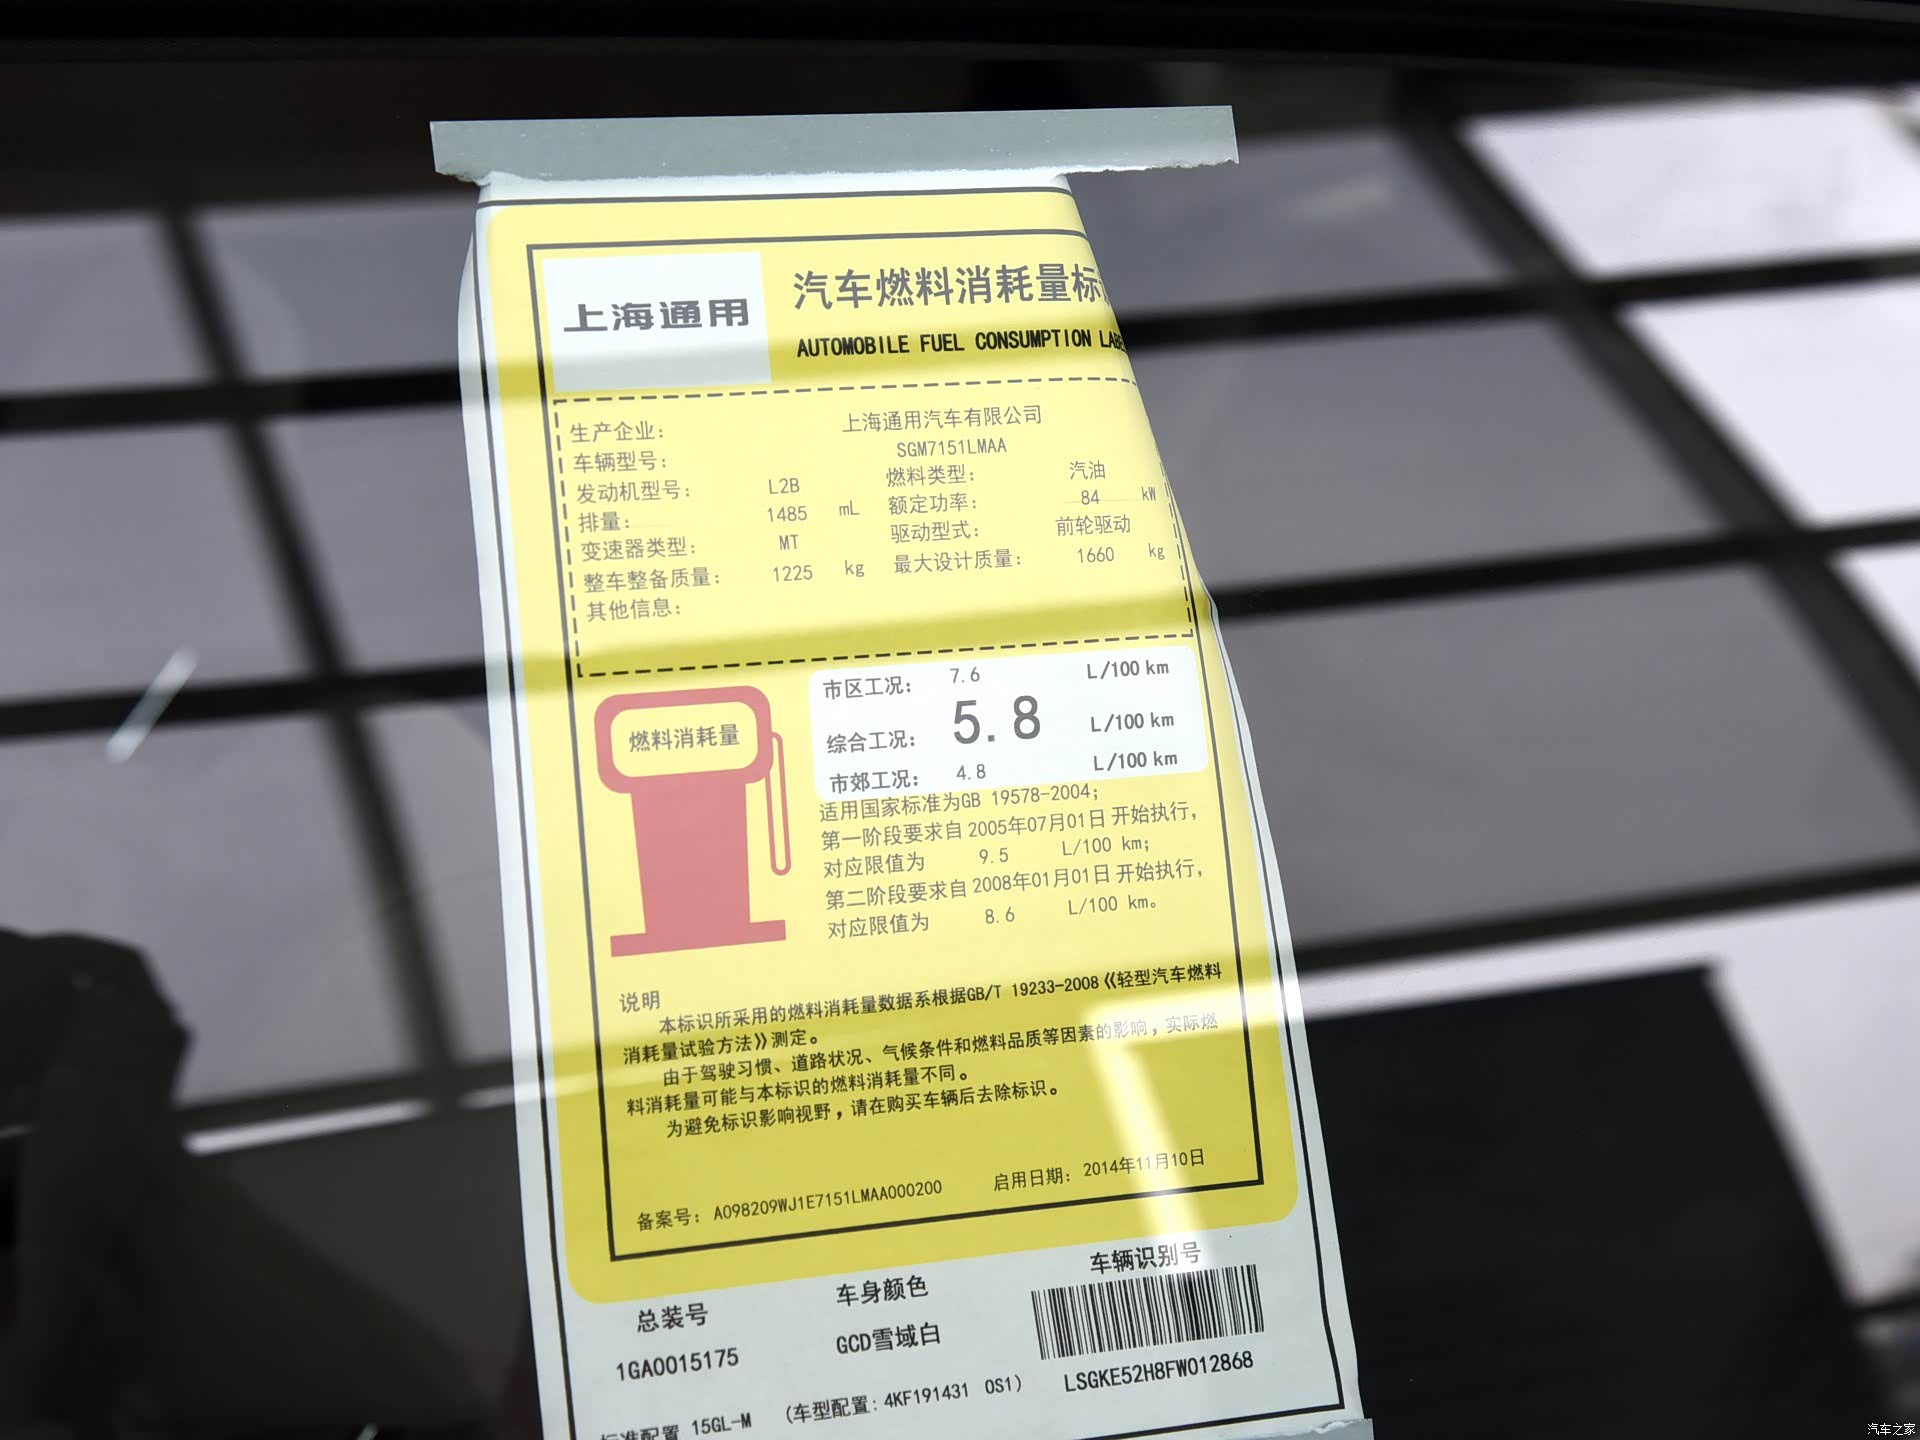 上海通用
汽车燃料消耗量标
AUTOMOBILE FUEL CONSUMPTION LABE
生产企业: 上海通用汽车有限公司
车辆型号: SGM7151LMAA
发动机型号: L2B 燃料类型: 汽油
排量: 1485 mL 额定功率: 84 kW
变速器类型: MT 驱动型式: 前轮驱动
整车整备质量: 1225 kg 最大设计质量: 1660 kg
其他信息:
燃料消耗量
市区工况: 7.6 L/100 km
综合工况: 5.8 L/100 km
市郊工况: 4.8 L/100 km
适用国家标准为GB 19578-2004;
第一阶段要求自 2005年07月01日 开始执行,
对应限值为 9.5 L/100 km;
第二阶段要求自 2008年01月01日 开始执行,
对应限值为 8.6 L/100 km。
说明
本标识所采用的燃料消耗量数据系根据GB/T 19233-2008《轻型汽车燃料
消耗量试验方法》测定。
由于驾驶习惯、道路状况、气候条件和燃料品质等因素的影响,实际燃
料消耗量可能与本标识的燃料消耗量不同。
为避免标识影响视野,请在购买车辆后去除标识。
备案号: A098209WJ1E7151LMAA000200 启用日期: 2014年11月10日
总装号 车身颜色 车辆识别号
1GA0015175 GCD雪域白
LSGKE52H8FW012868
标准配置 15GL-M (车型配置: 4KF191431 0S1)
汽车之家